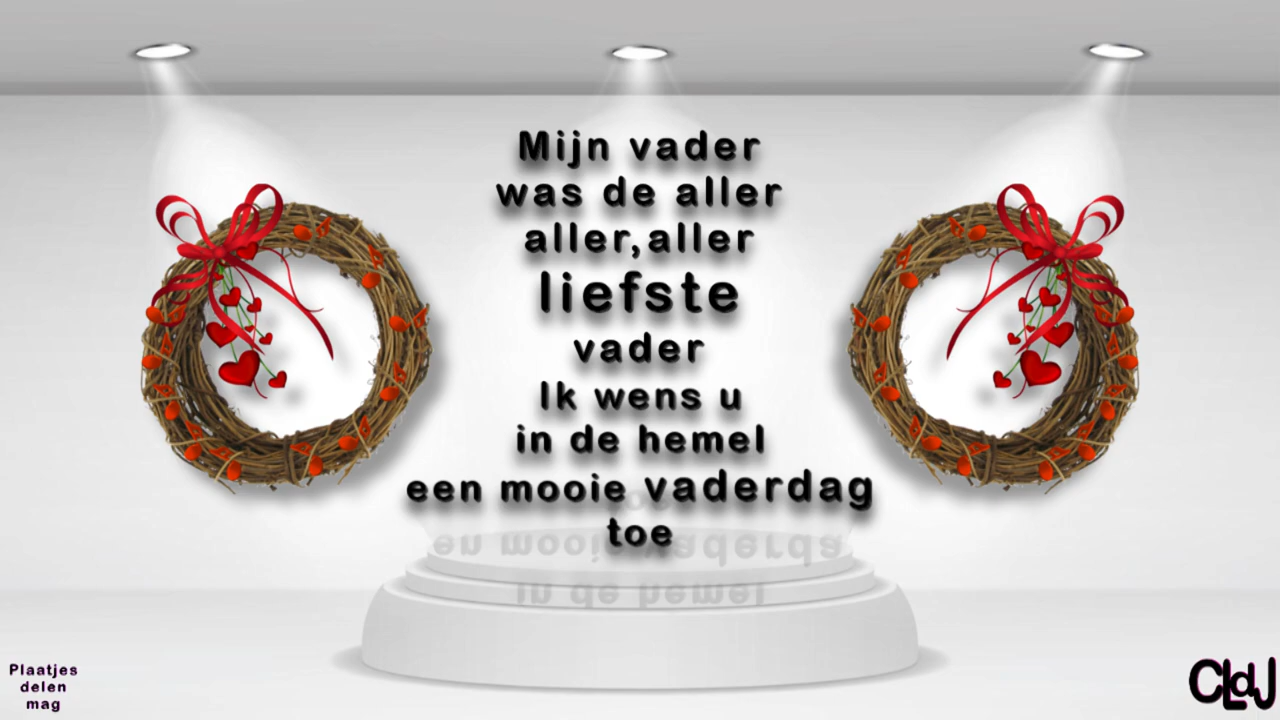 Mijn vader
was de aller
aller,aller
liefste
vader
Ik wens u
in de hemel
een mooie vaderdag
toe
Plaatjes
delen
mag
CLdJ